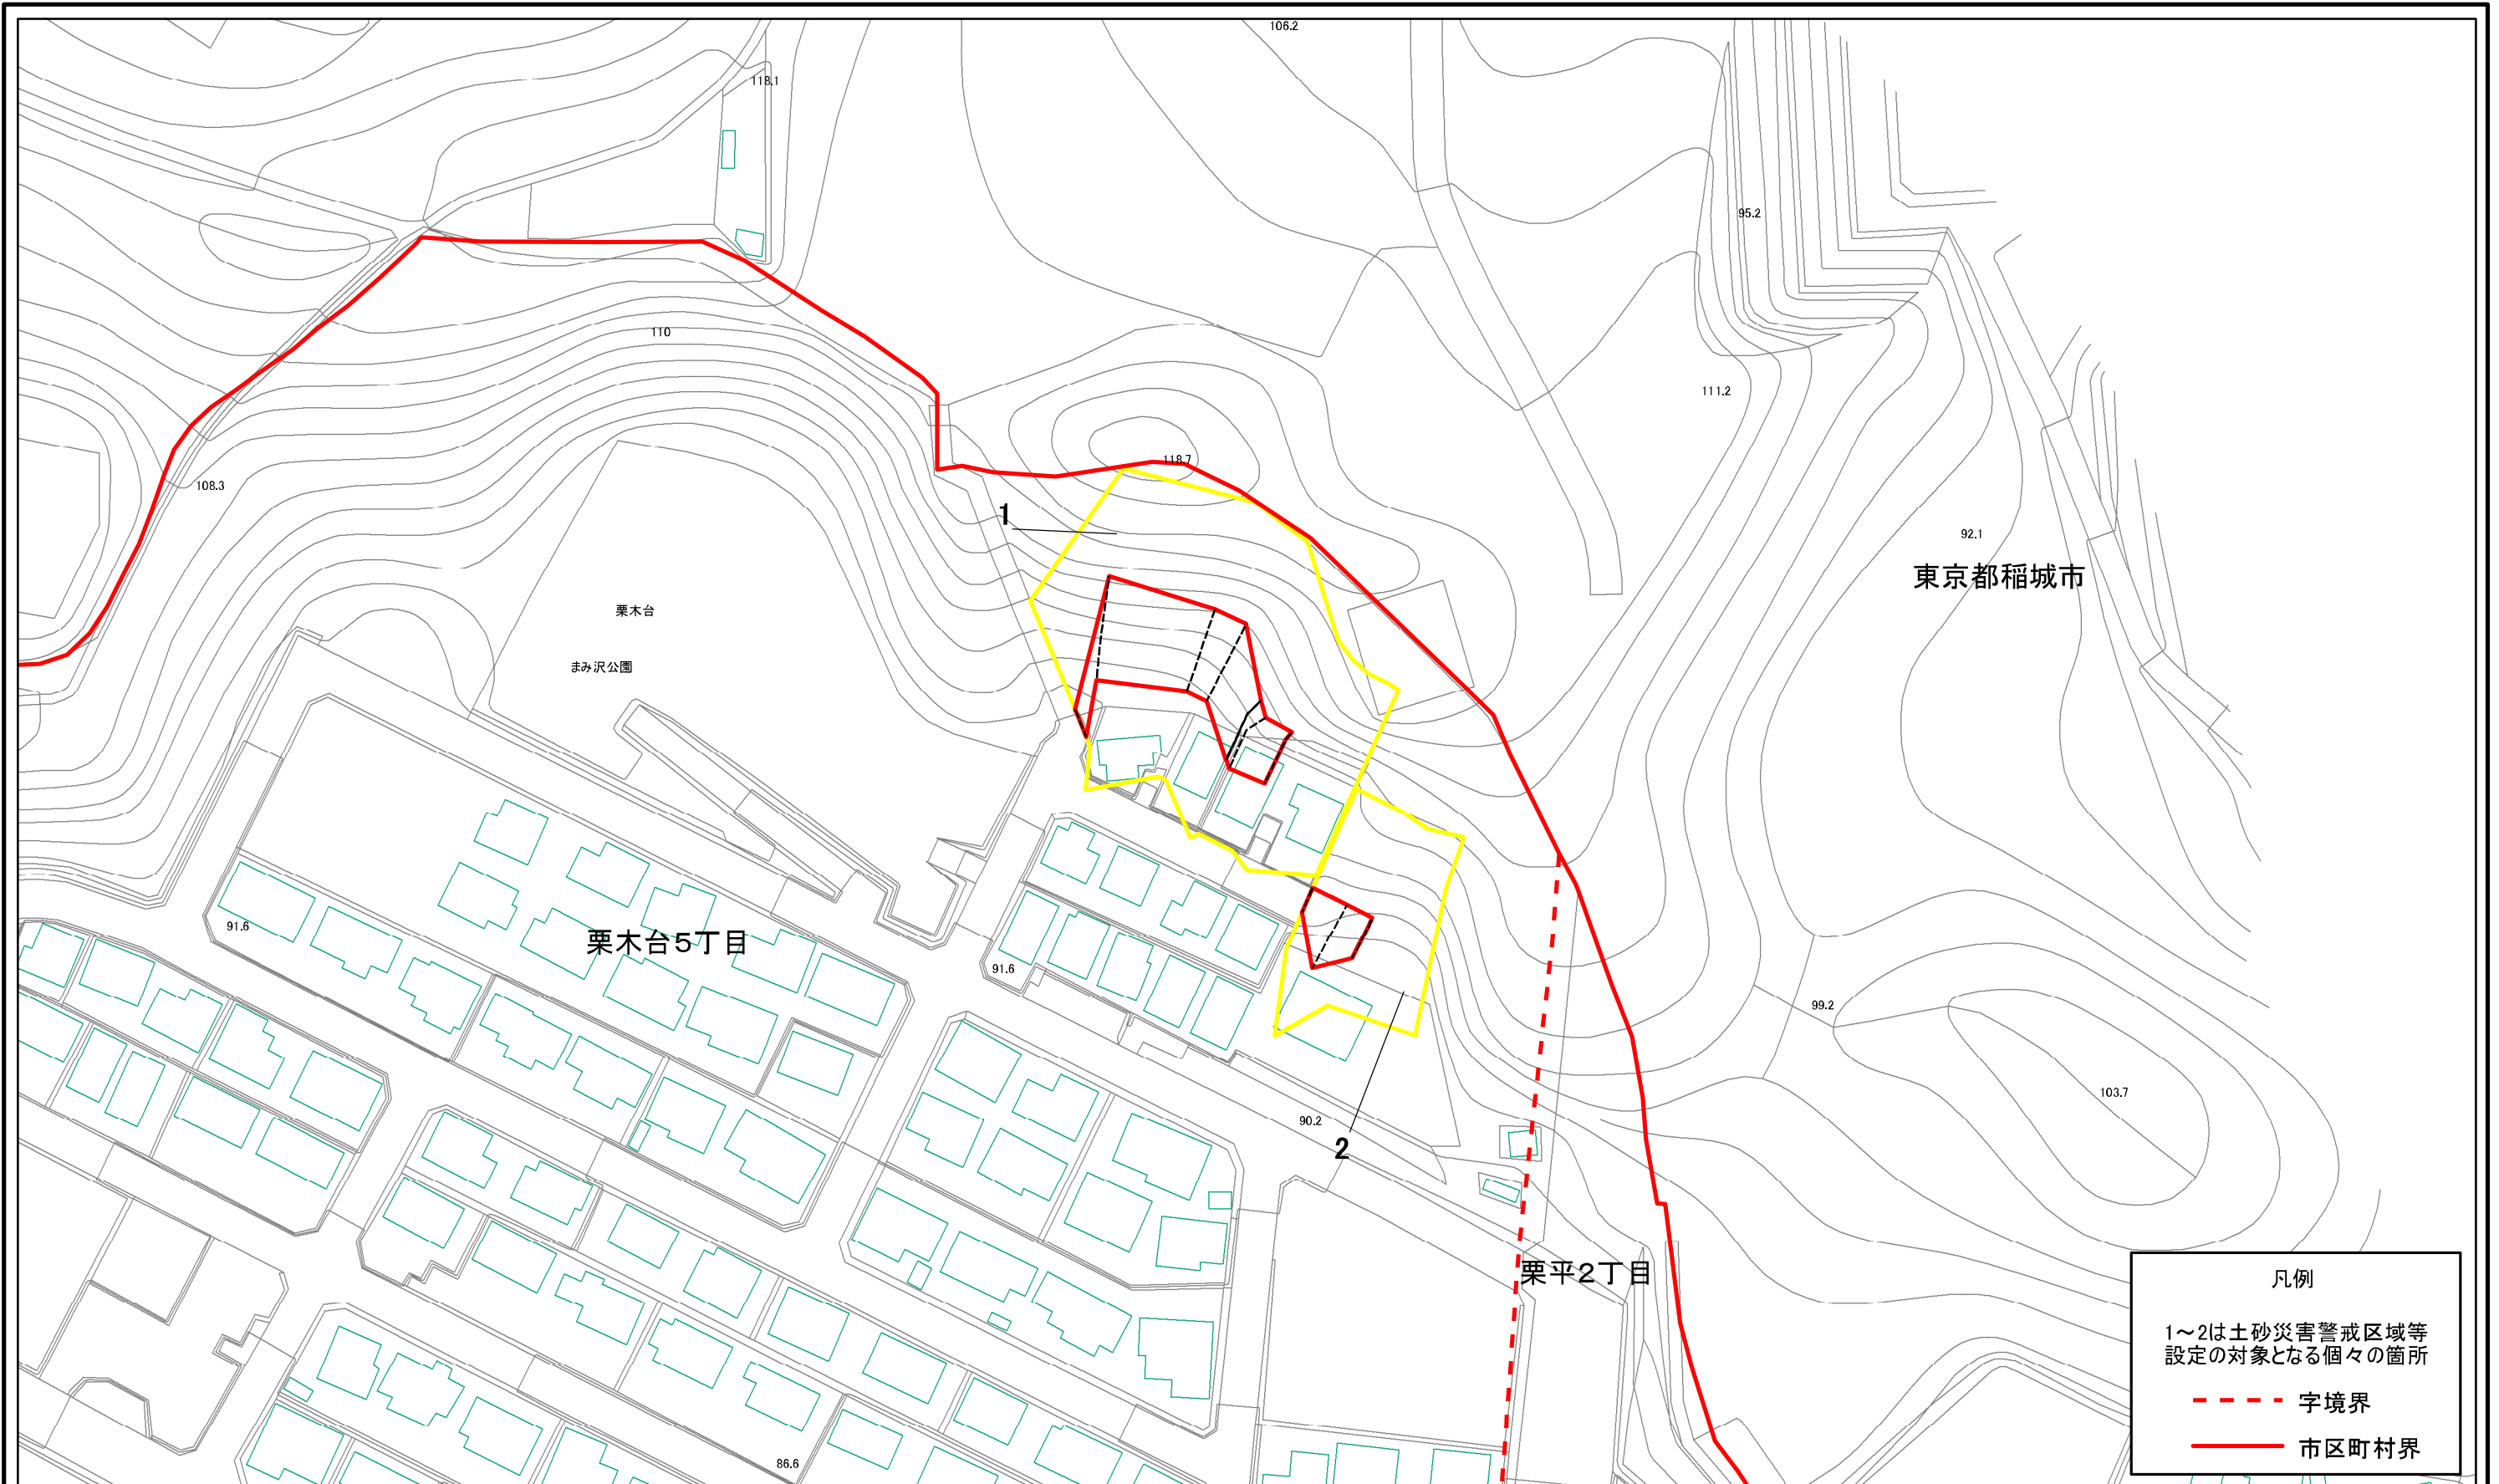 106.2
118.1
95.2
110
111.2
118.7
108.3
1
92.1
東京都稲城市
栗木台
まみ沢公園
91.6
栗木台5丁目
91.6
99.2
103.7
90.2
2
栗平2丁目
86.6
凡例
1～2は土砂災害警戒区域等
設定の対象となる個々の箇所
字境界
市区町村界